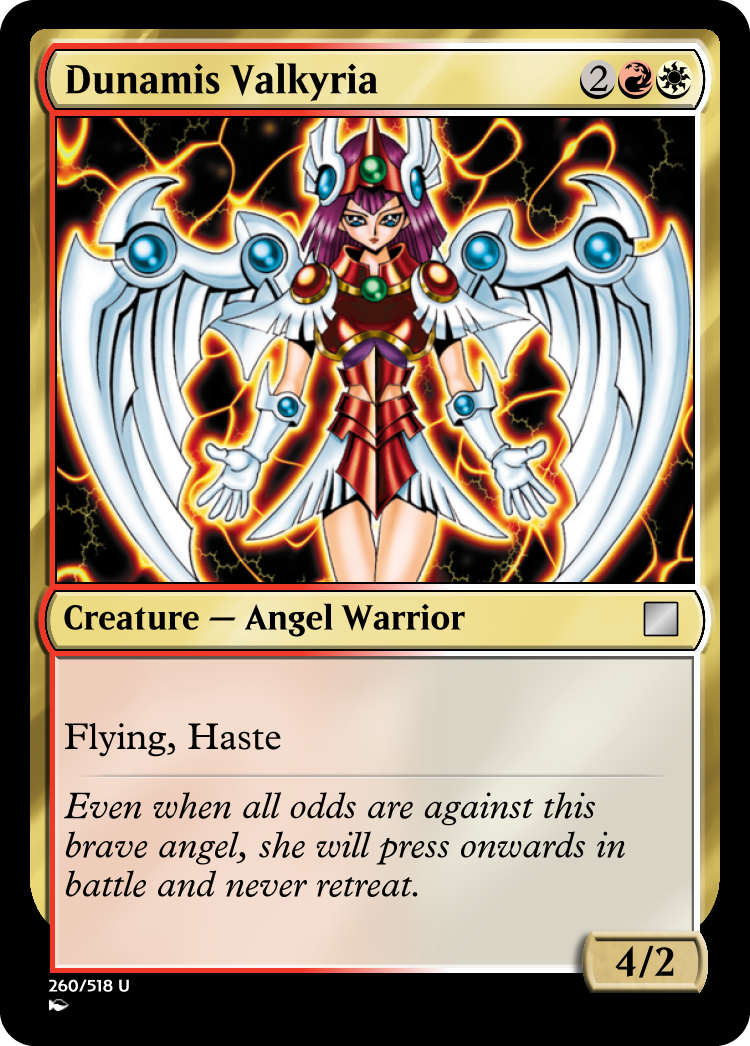 Dunamis Valkyria 2
Creature — Angel Warrior
Flying, Haste
Even when all odds are against this
brave angel, she will press onwards in
battle and never retreat.
4/2
260/518 U